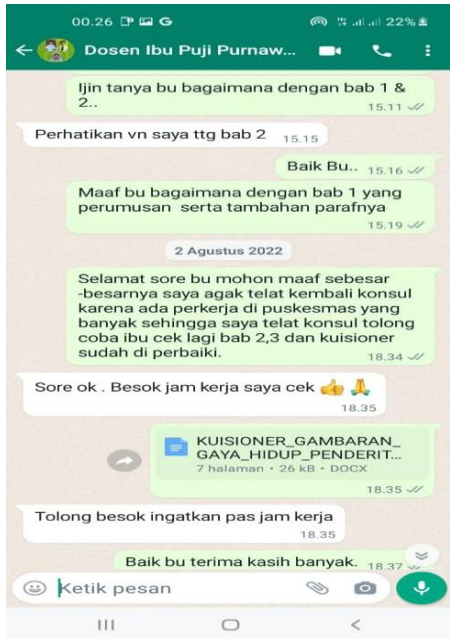 00.26 G 22%
Dosen Ibu Puji Purnaw...
Ijin tanya bu bagaimana dengan bab 1 &
2..
15.11
Perhatikan vn saya ttg bab 2 15.15
Baik Bu.. 15.16
Maaf bu bagaimana dengan bab 1 yang
perumusan serta tambahan parafnya
15.19
2 Agustus 2022
Selamat sore bu mohon maaf sebesar
-besarnya saya agak telat kembali konsul
karena ada perkerja di puskesmas yang
banyak sehingga saya telat konsul tolong
coba ibu cek lagi bab 2,3 dan kuisioner
sudah di perbaiki.
18.34
Sore ok . Besok jam kerja saya cek 👍 🙏
18.35
KUISIONER_GAMBARAN_
GAYA_HIDUP_PENDERIT...
7 halaman • 26 kB • DOCX
18.35
Tolong besok ingatkan pas jam kerja
18.35
Baik bu terima kasih banyak. 18.37
Ketik pesan